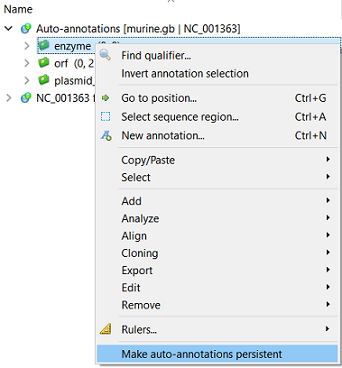 Name
Auto-annotations [murine.gb | NC_001363]
enzyme (0, 0)
Find qualifier...
orf (0, 2
Invert annotation selection
plasmid_
NC_001363 f
Go to position... Ctrl+G
Select sequence region... Ctrl+A
New annotation... Ctrl+N
Copy/Paste
Select
Add
Analyze
Align
Cloning
Export
Edit
Remove
Rulers...
Make auto-annotations persistent